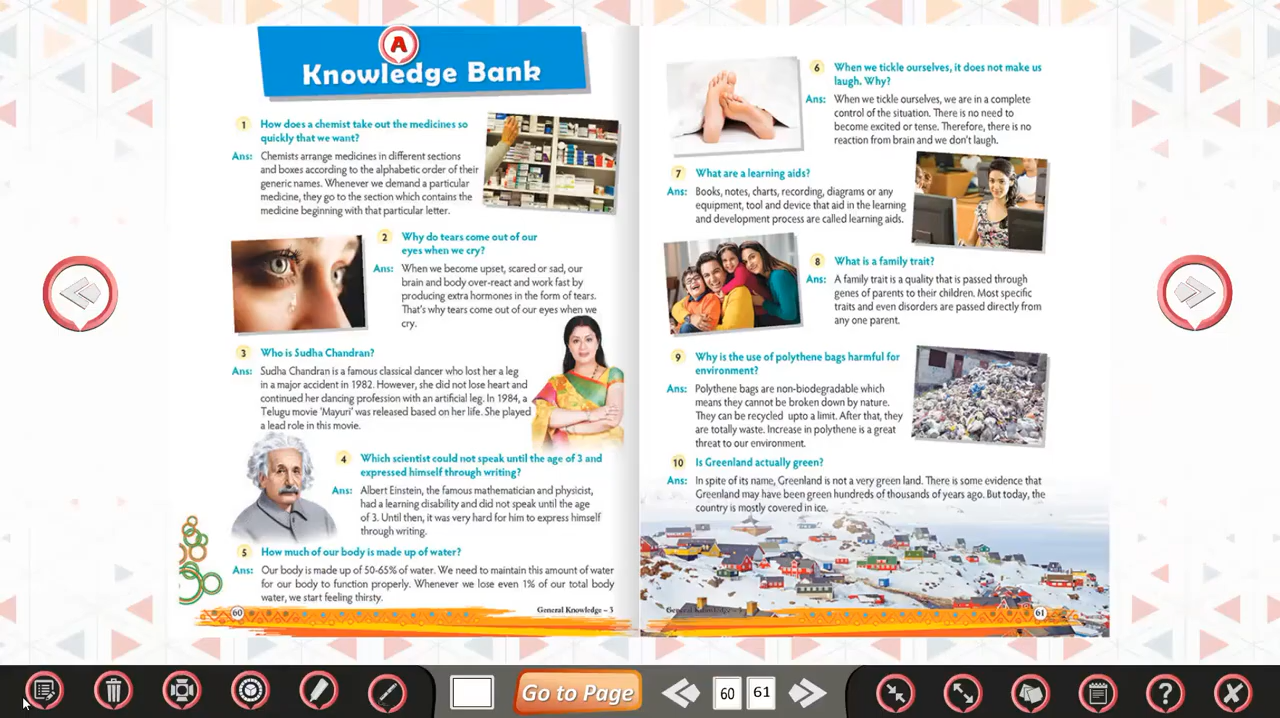 A
Knowledge Bank
1 How does a chemist take out the medicines so
quickly that we want?
Ans: Chemists arrange medicines in different sections
and boxes according to the alphabetic order of their
generic names. Whenever we demand a particular
medicine, they go to the section which contains the
medicine beginning with that particular letter.
2 Why do tears come out of our
eyes when we cry?
Ans: When we become upset, scared or sad, our
brain and body over-react and work fast by
producing extra hormones in the form of tears.
That's why tears come out of our eyes when we
cry.
3 Who is Sudha Chandran?
Ans: Sudha Chandran is a famous classical dancer who lost her a leg
in a major accident in 1982. However, she did not lose heart and
continued her dancing profession with an artificial leg. In 1984, a
Telugu movie 'Mayuri' was released based on her life. She played
a lead role in this movie.
4 Which scientist could not speak until the age of 3 and
expressed himself through writing?
Ans: Albert Einstein, the famous mathematician and physicist,
had a learning disability and did not speak until the age
of 3. Until then, it was very hard for him to express himself
through writing.
5 How much of our body is made up of water?
Ans: Our body is made up of 50-65% of water. We need to maintain this amount of water
for our body to function properly. Whenever we lose even 1% of our total body
water, we start feeling thirsty.
60
General Knowledge – 3
6 When we tickle ourselves, it does not make us
laugh. Why?
Ans: When we tickle ourselves, we are in a complete
control of the situation. There is no need to
become excited or tense. Therefore, there is no
reaction from brain and we don't laugh.
7 What are a learning aids?
Ans: Books, notes, charts, recording, diagrams or any
equipment, tool and device that aid in the learning
and development process are called learning aids.
8 What is a family trait?
Ans: A family trait is a quality that is passed through
genes of parents to their children. Most specific
traits and even disorders are passed directly from
any one parent.
9 Why is the use of polythene bags harmful for
environment?
Ans: Polythene bags are non-biodegradable which
means they cannot be broken down by nature.
They can be recycled upto a limit. After that, they
are totally waste. Increase in polythene is a great
threat to our environment.
10 Is Greenland actually green?
Ans: In spite of its name, Greenland is not a very green land. There is some evidence that
Greenland may have been green hundreds of thousands of years ago. But today, the
country is mostly covered in ice.
General Knowledge – 3
61
Go to Page
60 61
?